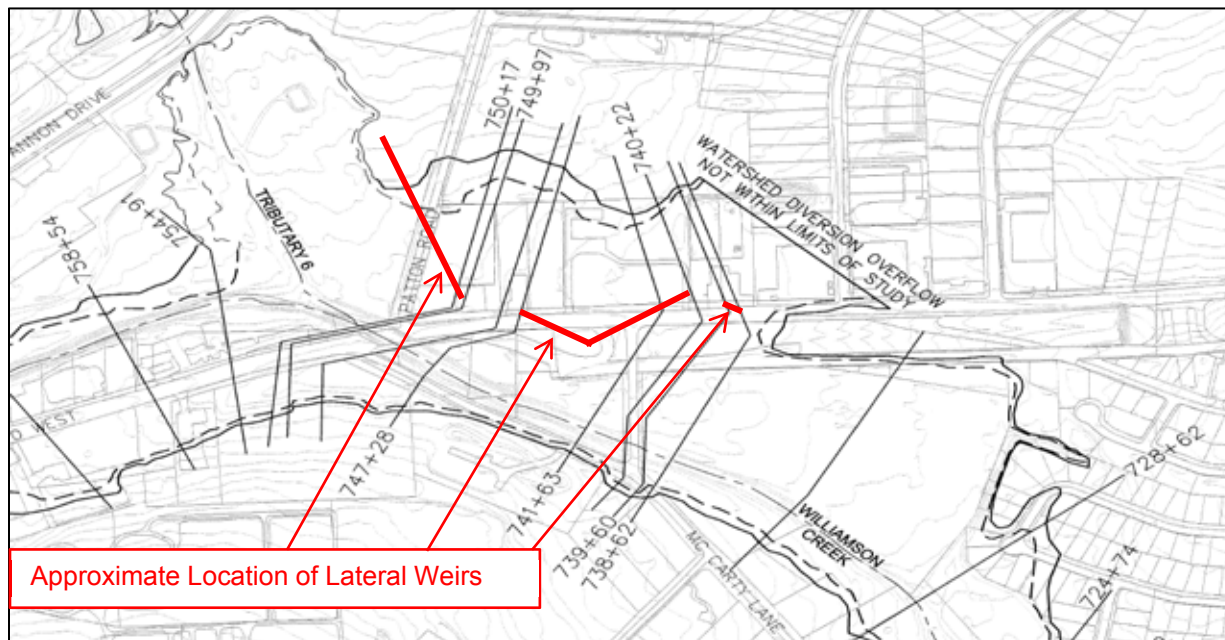 ANNON DRIVE
750+17
749+97
740+22
WATERSHED DIVERSION OVERFLOW
NOT WITHIN LIMITS OF STUDY
TRIBUTARY 6
PATTON ROAD
754+91
758+54
D WEST
747+28
741+63
739+60
738+62
MC CARTY LANE
WILLIAMSON
CREEK
728+62
724+74
Approximate Location of Lateral Weirs